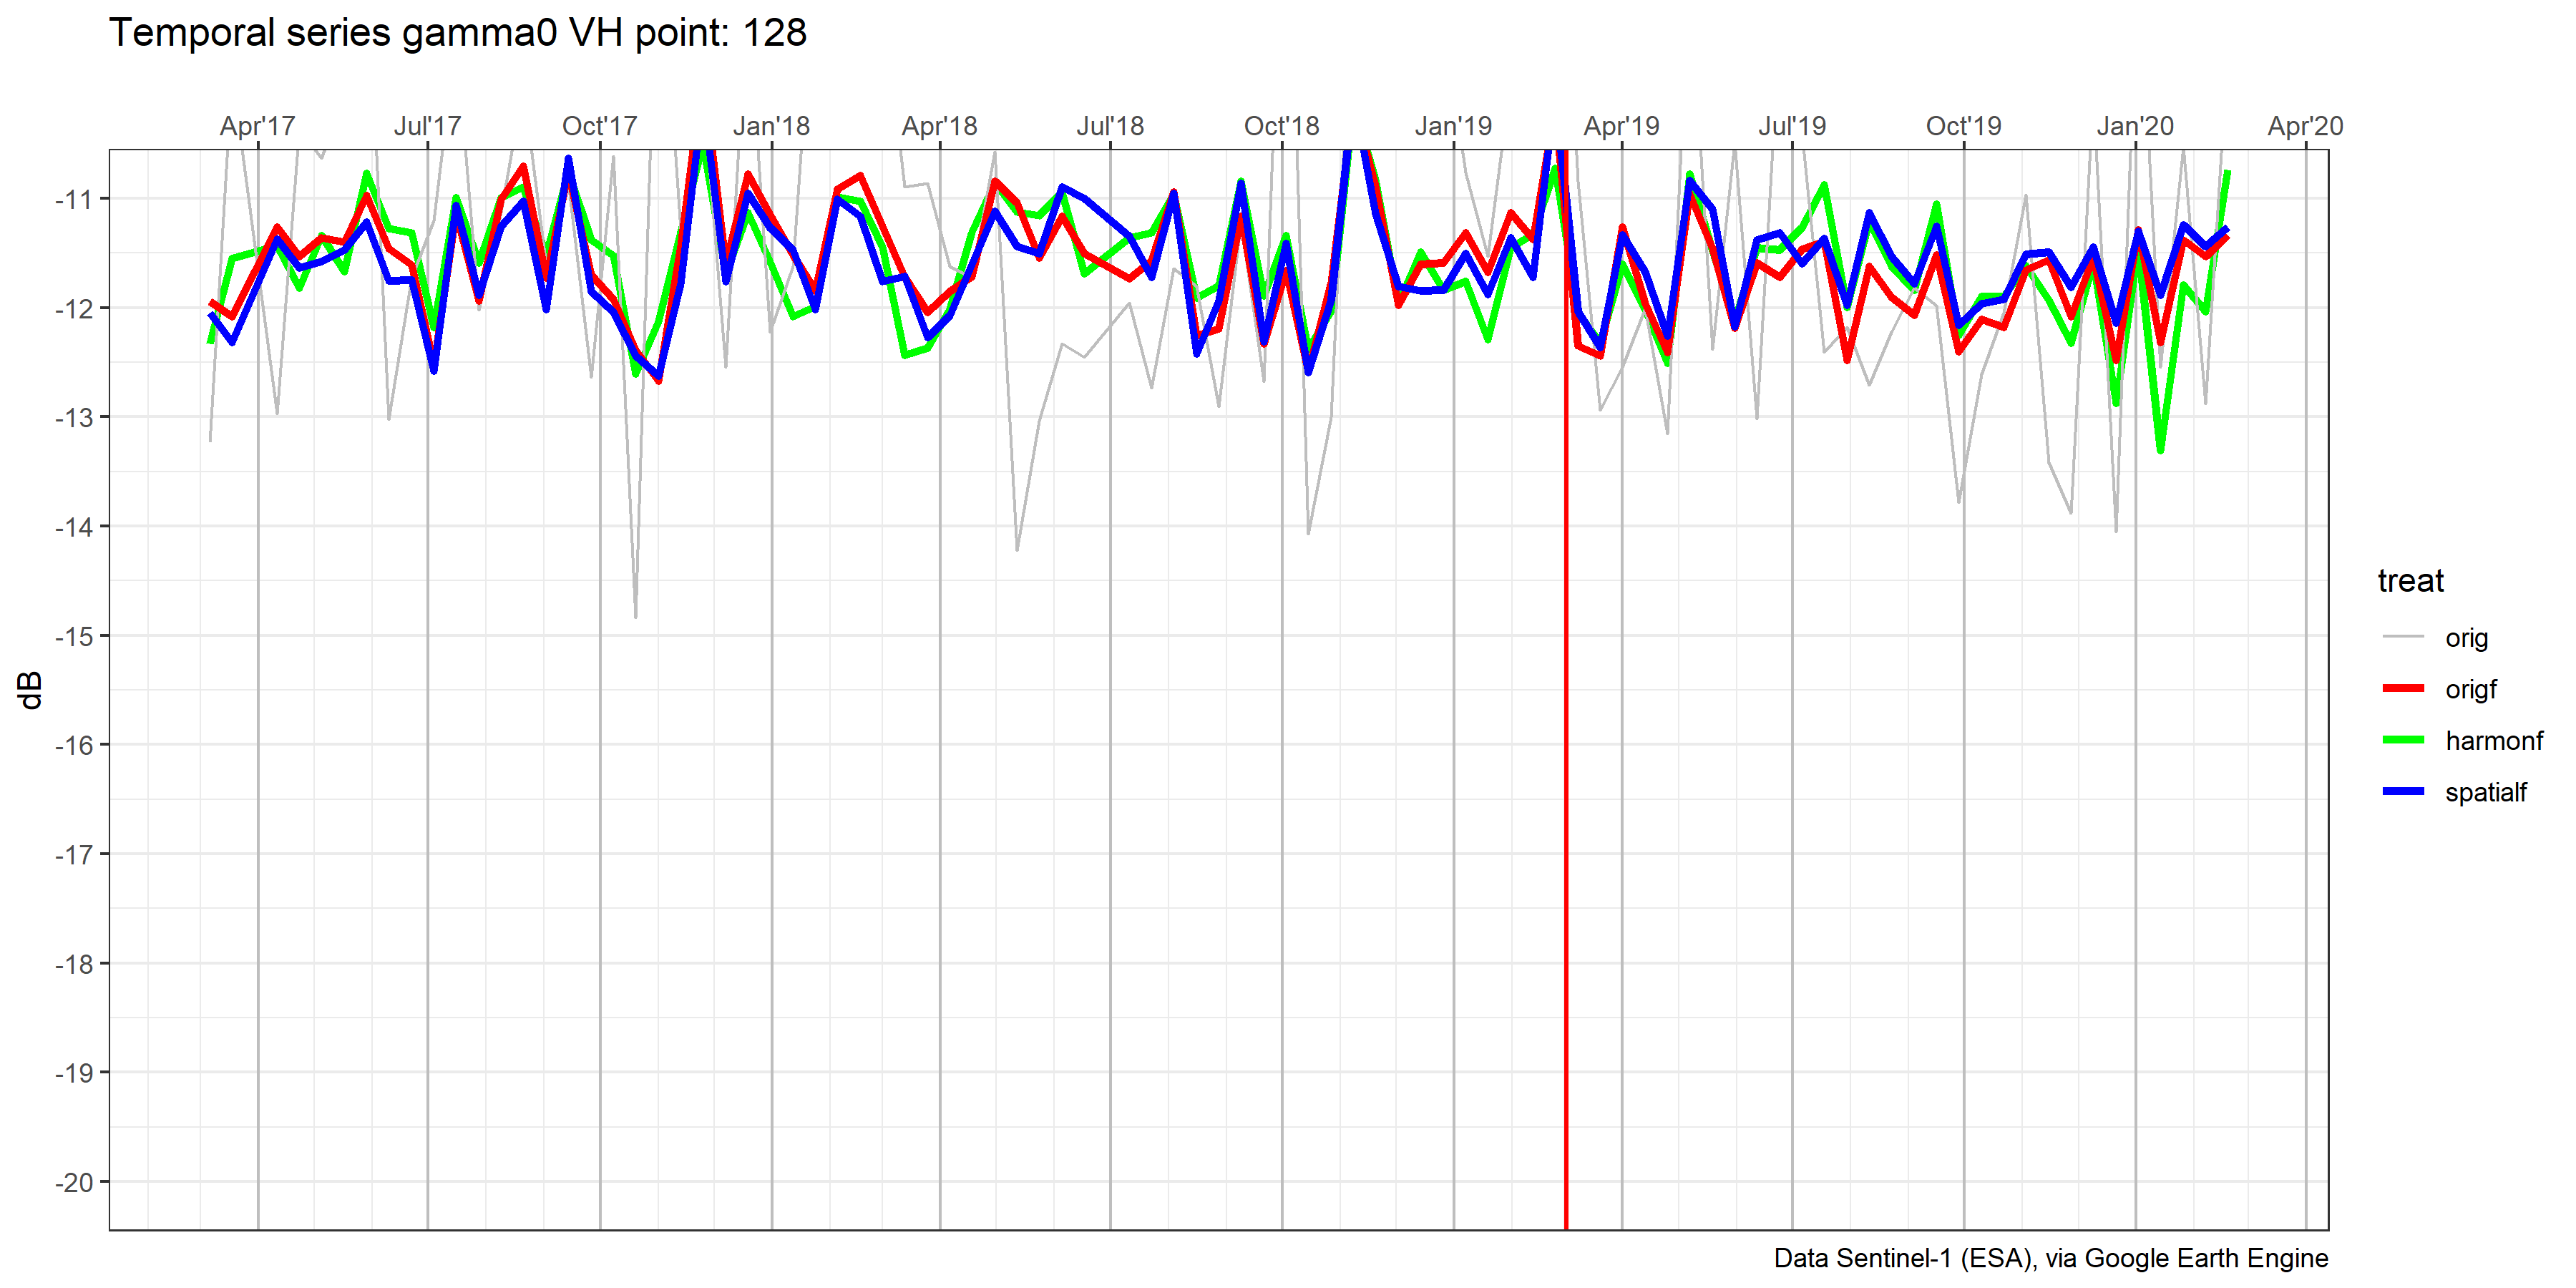 Temporal series gamma0 VH point: 128
Apr'17 Jul'17 Oct'17 Jan'18 Apr'18 Jul'18 Oct'18 Jan'19 Apr'19 Jul'19 Oct'19 Jan'20 Apr'20
-11
-12
-13
-14
-15
-16
-17
-18
-19
-20
dB
treat
orig
origf
harmonf
spatialf
Data Sentinel-1 (ESA), via Google Earth Engine